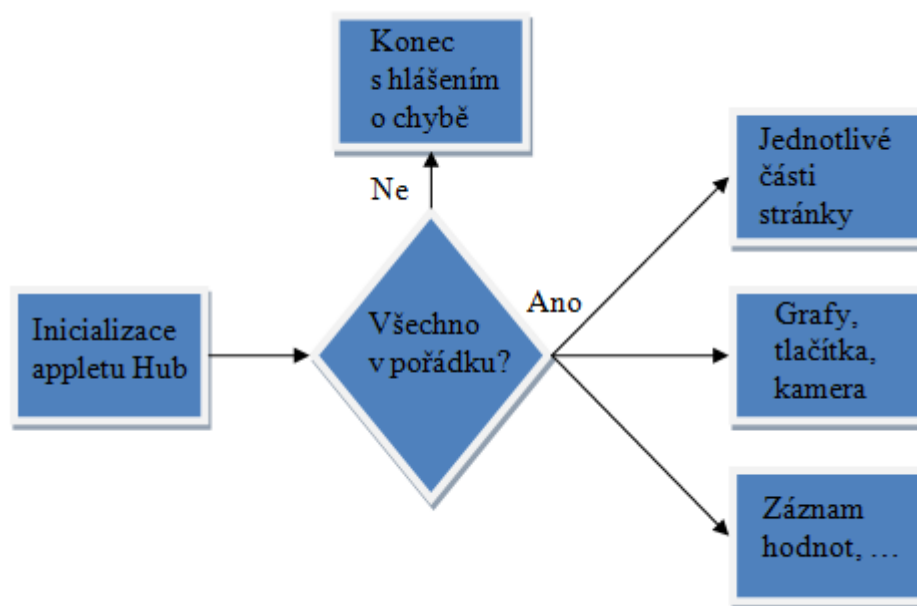 Konec
s hlášením
o chybě
Ne
Inicializace
appletu Hub
Všechno
v pořádku?
Ano
Jednotlivé
části
stránky
Grafy,
tlačítka,
kamera
Záznam
hodnot, …